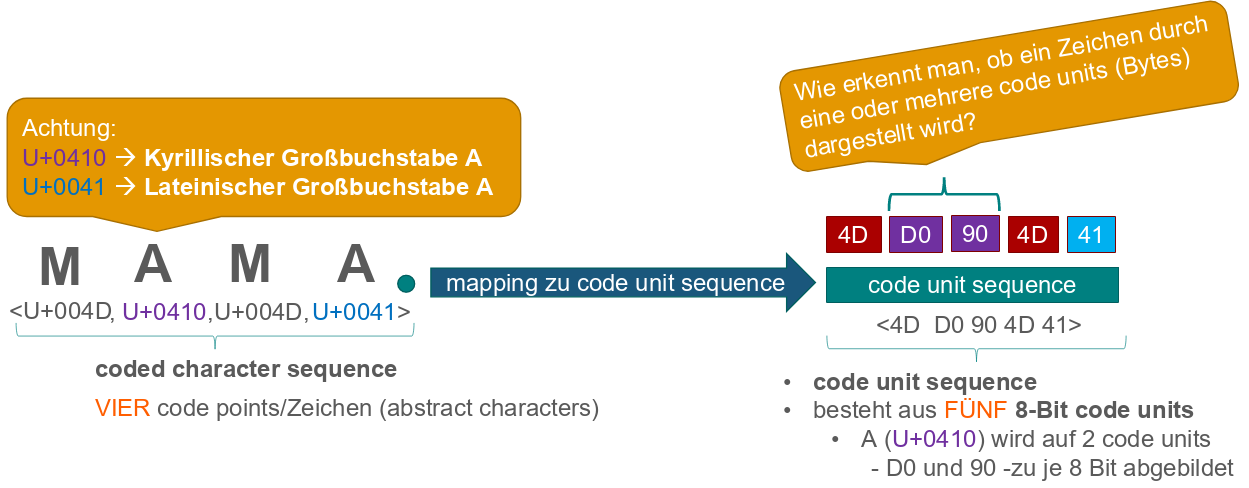 Achtung:
U+0410 → Kyrillischer Großbuchstabe A
U+0041 → Lateinischer Großbuchstabe A
M A M A
<U+004D, U+0410,U+004D, U+0041>
coded character sequence
VIER code points/Zeichen (abstract characters)
mapping zu code unit sequence
Wie erkennt man, ob ein Zeichen durch
eine oder mehrere code units (Bytes)
dargestellt wird?
4D D0 90 4D 41
code unit sequence
<4D D0 90 4D 41>
• code unit sequence
• besteht aus FÜNF 8-Bit code units
• A (U+0410) wird auf 2 code units
- D0 und 90 -zu je 8 Bit abgebildet